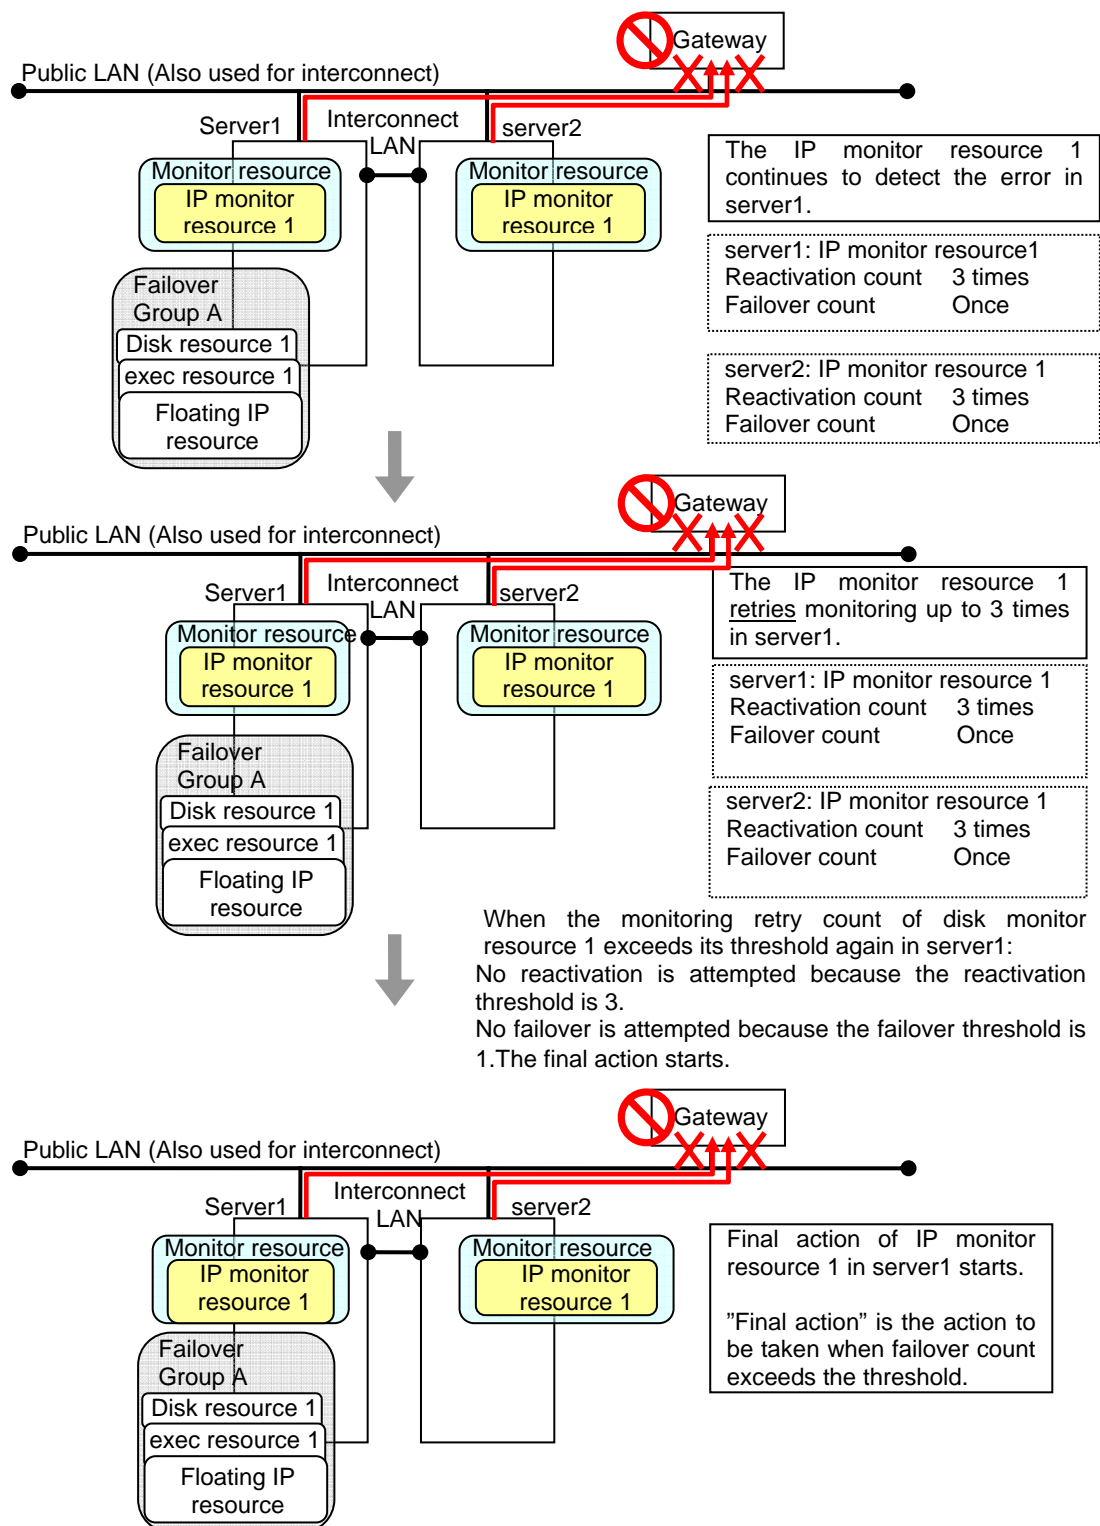 Gateway
Public LAN (Also used for interconnect)
Server1
Interconnect
LAN
server2
Monitor resource
IP monitor
resource 1
Monitor resource
IP monitor
resource 1
Failover
Group A
Disk resource 1
exec resource 1
Floating IP
resource
The IP monitor resource 1
continues to detect the error in
server1.
server1: IP monitor resource1
Reactivation count 3 times
Failover count Once
server2: IP monitor resource 1
Reactivation count 3 times
Failover count Once
Gateway
Public LAN (Also used for interconnect)
Server1
Interconnect
LAN
server2
Monitor resource
IP monitor
resource 1
Monitor resource
IP monitor
resource 1
Failover
Group A
Disk resource 1
exec resource 1
Floating IP
resource
The IP monitor resource 1
retries monitoring up to 3 times
in server1.
server1: IP monitor resource 1
Reactivation count 3 times
Failover count Once
server2: IP monitor resource 1
Reactivation count 3 times
Failover count Once
When the monitoring retry count of disk monitor
resource 1 exceeds its threshold again in server1:
No reactivation is attempted because the reactivation
threshold is 3.
No failover is attempted because the failover threshold is
1.The final action starts.
Gateway
Public LAN (Also used for interconnect)
Server1
Interconnect
LAN
server2
Monitor resource
IP monitor
resource 1
Monitor resource
IP monitor
resource 1
Failover
Group A
Disk resource 1
exec resource 1
Floating IP
resource
Final action of IP monitor
resource 1 in server1 starts.
”Final action” is the action to
be taken when failover count
exceeds the threshold.